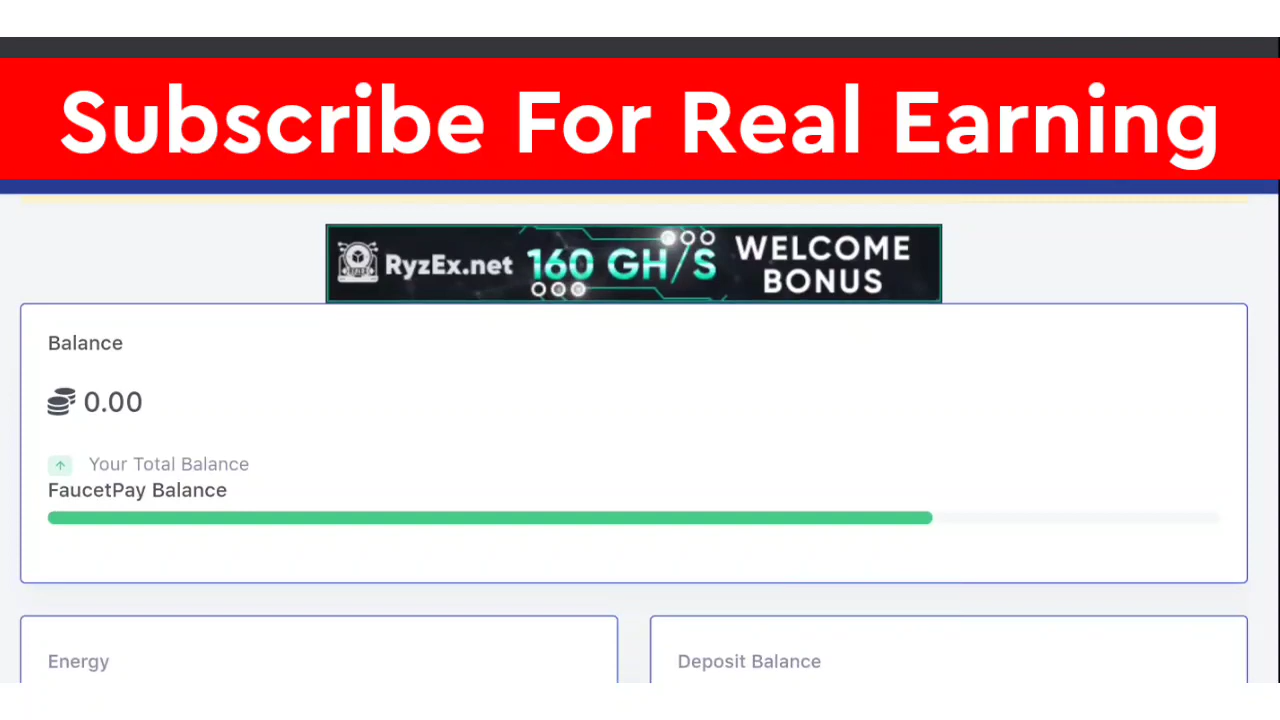 Subscribe For Real Earning
RyzEx.net 160 GH/S WELCOME
BONUS
Balance
0.00
Your Total Balance
FaucetPay Balance
Energy
Deposit Balance